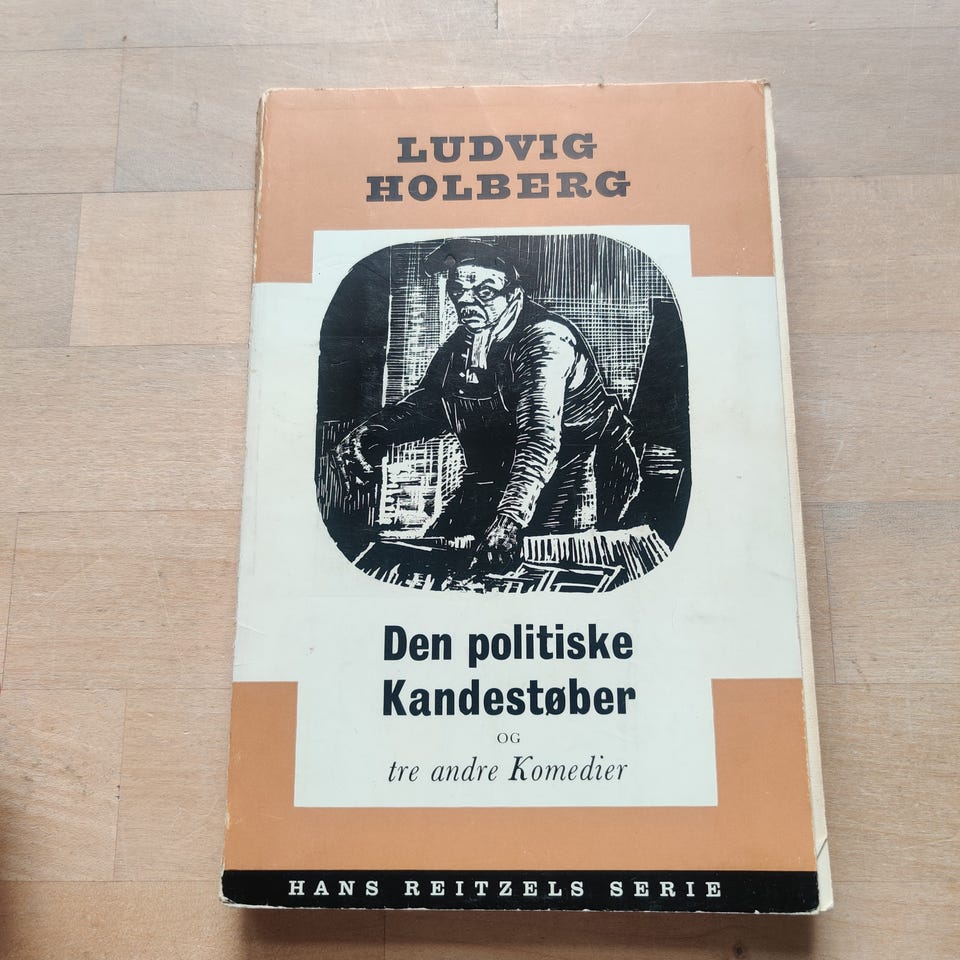 LUDVIG
HOLBERG
Den politiske
Kandestøber
OG
tre andre Komedier
HANS REITZELS SERIE